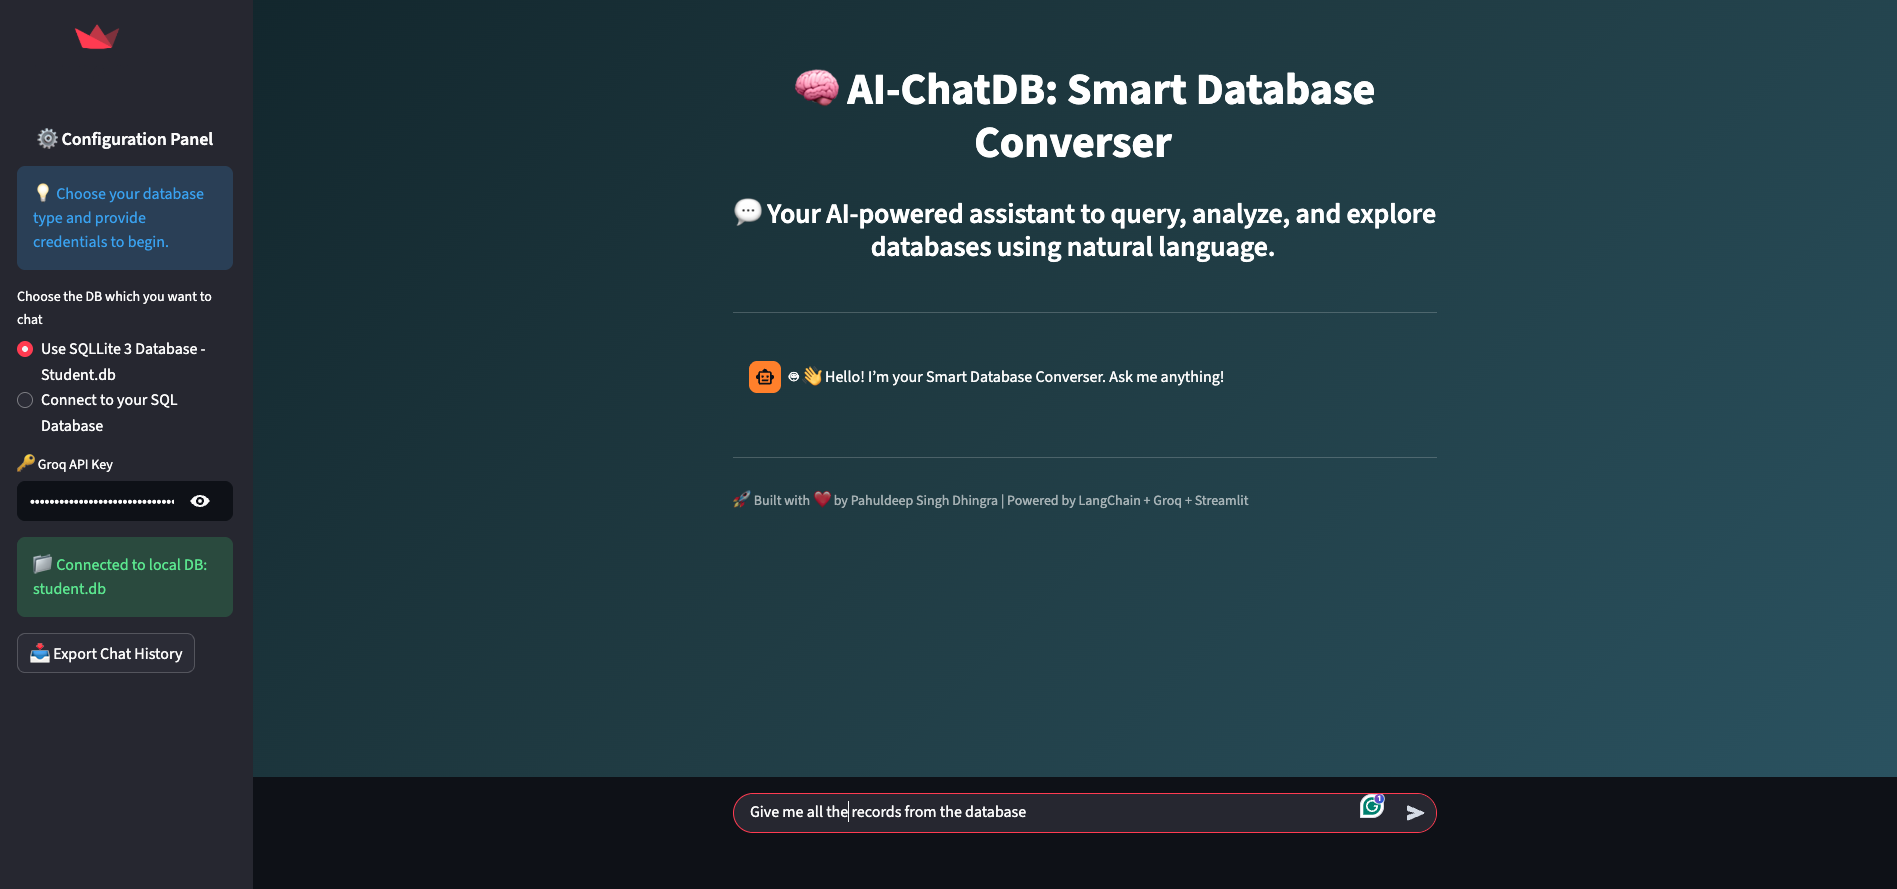 ⚙️ Configuration Panel
💡 Choose your database
type and provide
credentials to begin.
Choose the DB which you want to
chat
Use SQLLite 3 Database -
Student.db
Connect to your SQL
Database
🔑 Groq API Key
Connected to local DB:
student.db
📥 Export Chat History
🧠 AI-ChatDB: Smart Database
Converser
💬 Your AI-powered assistant to query, analyze, and explore
databases using natural language.
👋 Hello! I’m your Smart Database Converser. Ask me anything!
🚀 Built with ❤️ by Pahuldeep Singh Dhingra | Powered by LangChain + Groq + Streamlit
Give me all the records from the database
1